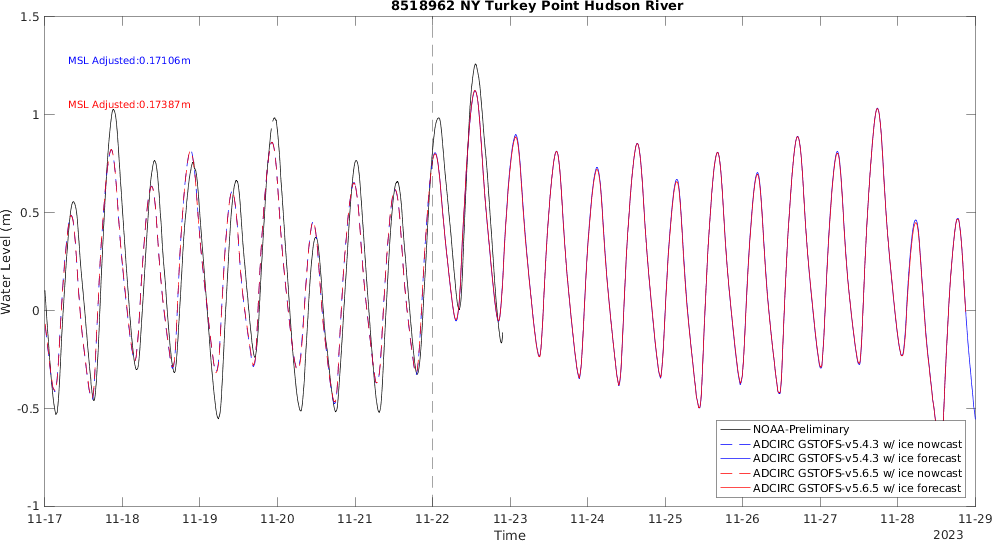 8518962 NY Turkey Point Hudson River
1.5
MSL Adjusted:0.17106m
MSL Adjusted:0.17387m
1
0.5
Water Level (m)
0
-0.5
NOAA-Preliminary
ADCIRC GSTOFS-v5.4.3 w/ ice nowcast
ADCIRC GSTOFS-v5.4.3 w/ ice forecast
ADCIRC GSTOFS-v5.6.5 w/ ice nowcast
ADCIRC GSTOFS-v5.6.5 w/ ice forecast
-1
11-17 11-18 11-19 11-20 11-21 11-22 11-23 11-24 11-25 11-26 11-27 11-28 11-29
Time
2023